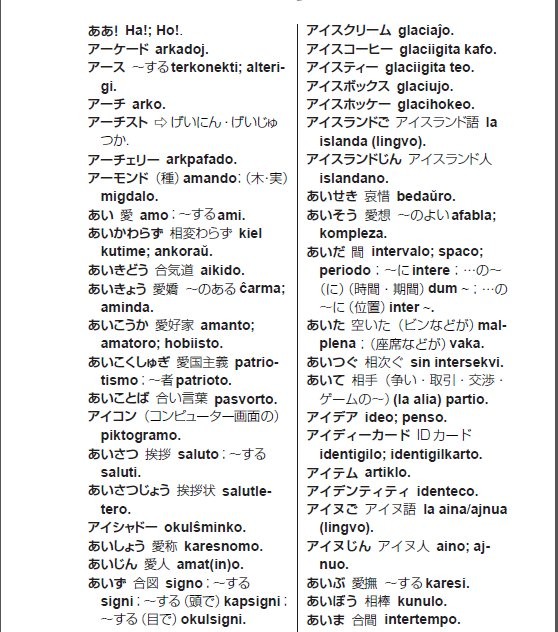 ああ! Ha!; Ho!.
アーケード arkadoj.
アース ～する terkonekti; alteri-
gi.
アーチ arko.
アーチスト ⇨ げいにん・げいじゅ
つか.
アーチェリー arkpafado.
アーモンド（種）amando;（木･実）
migdalo.
あい 愛 amo；～する ami.
あいかわらず 相変わらず kiel
kutime; ankoraŭ.
あいきどう 合気道 aikido.
あいきょう 愛嬌 ～のある ĉarma;
aminda.
あいこうか 愛好家 amanto;
amatoro; hobiisto.
あいこくしゅぎ 愛国主義 patrio-
tismo；～者 patrioto.
あいことば 合い言葉 pasvorto.
アイコン（コンピューター画面の）
piktogramo.
あいさつ 挨拶 saluto；～する
saluti.
あいさつじょう 挨拶状 salutle-
tero.
アイシャドー okulŝminko.
あいしょう 愛称 karesnomo.
あいじん 愛人 amat(in)o.
あいず 合図 signo；～する
signi；～する（頭で）kapsigni；
～する（目で）okulsigni.
アイスクリーム glaciaĵo.
アイスコーヒー glaciigita kafo.
アイスティー glaciigita teo.
アイスボックス glaciujo.
アイスホッケー glacihokeo.
アイスランドご アイスランド語 la
islanda (lingvo).
アイスランドじん アイスランド人
islandano.
あいせき 哀惜 bedaŭro.
あいそう 愛想 ～のよい afabla;
kompleza.
あいだ 間 intervalo; spaco;
periodo；～に intere；…の～
（に）（時間・期間）dum ~；…の
～に（位置）inter ~.
あいた 空いた（ビンなどが）mal-
plena；（座席などが）vaka.
あいつぐ 相次ぐ sin intersekvi.
あいて 相手（争い・取引・交渉・
ゲームの～）(la alia) partio.
アイデア ideo; penso.
アイディーカード IDカード
identigilo; identigilkarto.
アイテム artiklo.
アイデンティティ identeco.
アイヌご アイヌ語 la aina/ajnua
(lingvo).
アイヌじん アイヌ人 aino; aj-
nuo.
あいぶ 愛撫 ～する karesi.
あいぼう 相棒 kunulo.
あいま 合間 intertempo.